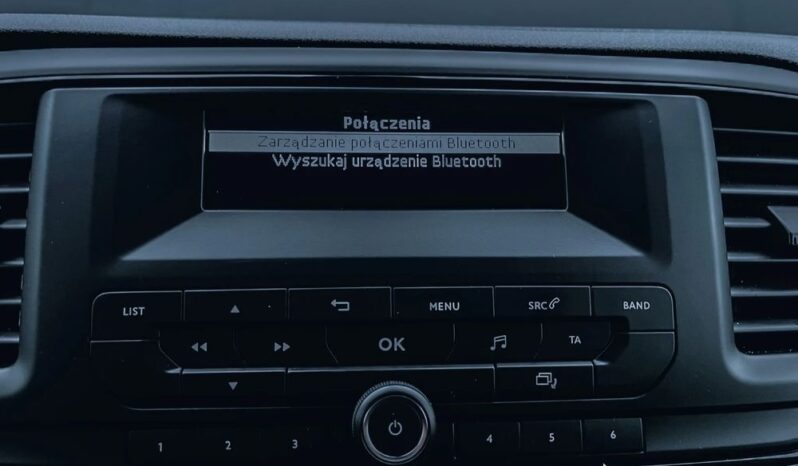 Połączenia
Zarządzanie połączeniami Bluetooth
Wyszukaj urządzenie Bluetooth
LIST
MENU
SRC
BAND
OK
TA
1
2
3
4
5
6